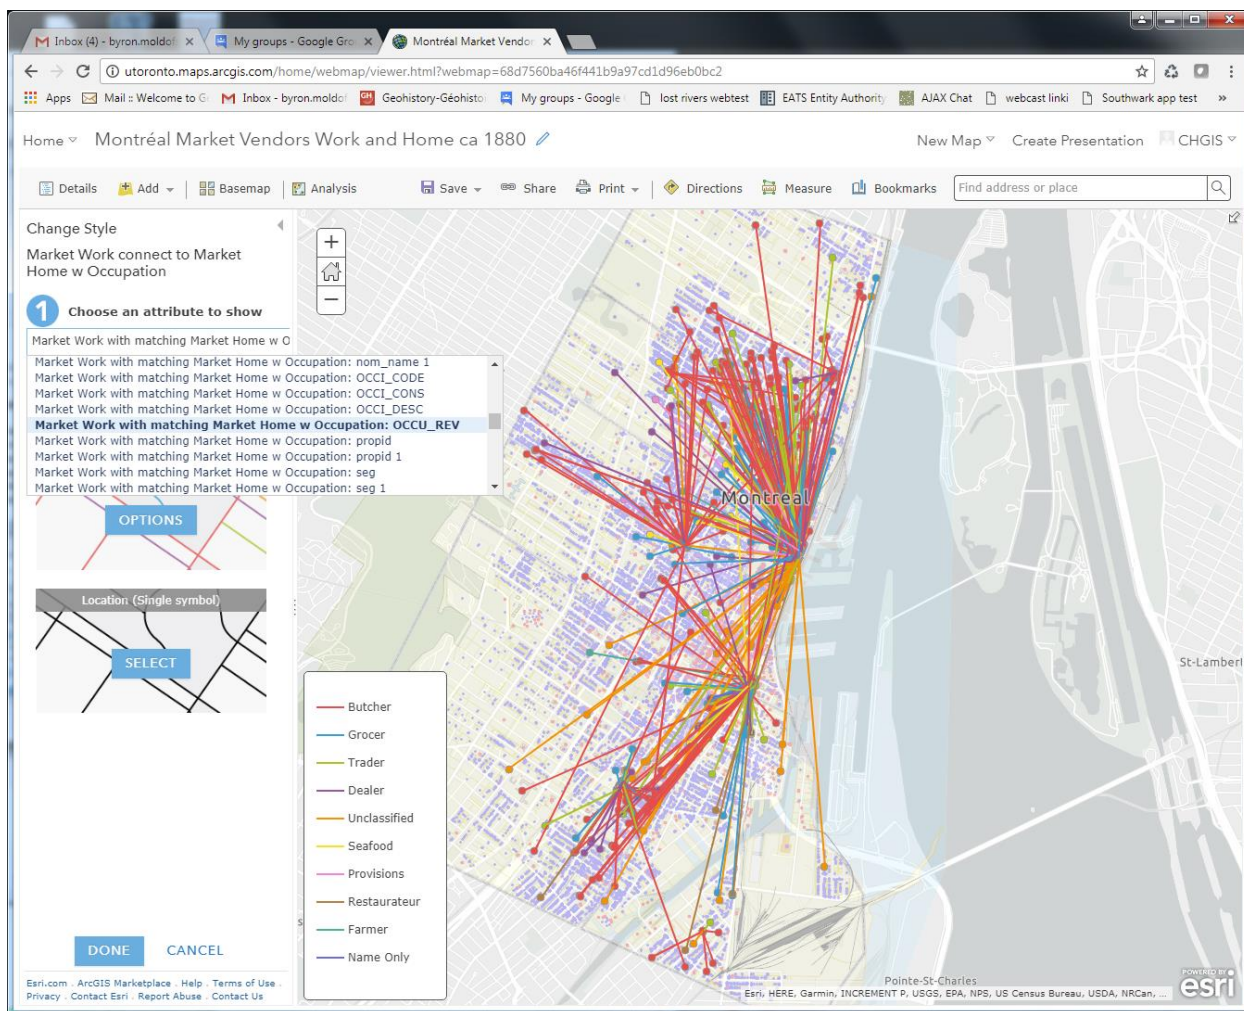 Inbox (4) - byron.moldof
My groups - Google Gro
Montréal Market Vendor
utoronto.maps.arcgis.com/home/webmap/viewer.html?webmap=68d7560ba46f441b9a97cd1d96eb0bc2
Apps
Mail :: Welcome to G
Inbox - byron.moldof
GH
Geohistory-Géohisto
My groups - Google
lost rivers webtest
EATS Entity Authority
AJAX Chat
webcast linki
Southwark app test
»
Home
Montréal Market Vendors Work and Home ca 1880
New Map
Create Presentation
CHGIS
Details
Add
Basemap
Analysis
Save
Share
Print
Directions
Measure
Bookmarks
Find address or place
Change Style
Market Work connect to Market
Home w Occupation
1
Choose an attribute to show
Market Work with matching Market Home w O
Market Work with matching Market Home w Occupation: nom_name 1
Market Work with matching Market Home w Occupation: OCCI_CODE
Market Work with matching Market Home w Occupation: OCCI_CONS
Market Work with matching Market Home w Occupation: OCCI_DESC
Market Work with matching Market Home w Occupation: OCCU_REV
Market Work with matching Market Home w Occupation: propid
Market Work with matching Market Home w Occupation: propid 1
Market Work with matching Market Home w Occupation: seg
Market Work with matching Market Home w Occupation: seg 1
OPTIONS
Location (Single symbol)
SELECT
DONE
CANCEL
Esri.com . ArcGIS Marketplace . Help . Terms of Use .
Privacy . Contact Esri . Report Abuse . Contact Us
+
−
Montreal
St-Lamber
Pointe-St-Charles
Butcher
Grocer
Trader
Dealer
Unclassified
Seafood
Provisions
Restaurateur
Farmer
Name Only
Esri, HERE, Garmin, INCREMENT P, USGS, EPA, NPS, US Census Bureau, USDA, NRCan, ...
POWERED BY
esri